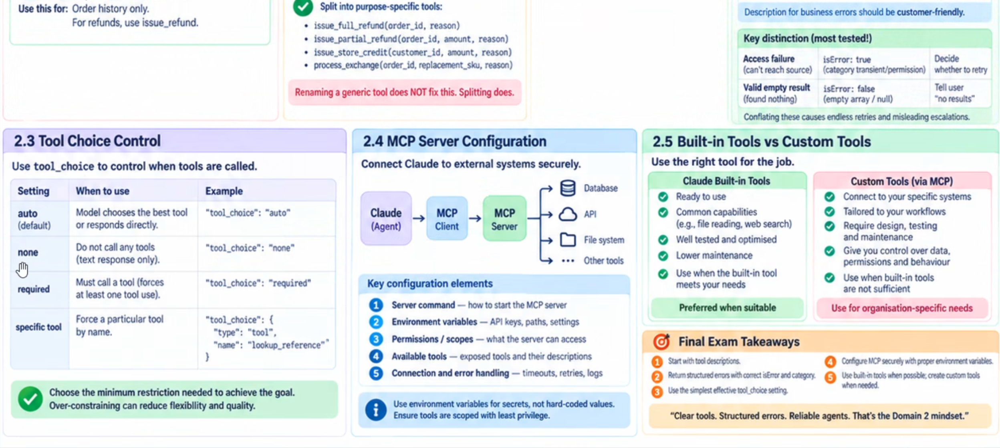 Use this for: Order history only.
For refunds, use issue_refund.
Split into purpose-specific tools:
• issue_full_refund(order_id, reason)
• issue_partial_refund(order_id, amount, reason)
• issue_store_credit(customer_id, amount, reason)
• process_exchange(order_id, replacement_sku, reason)
Renaming a generic tool does NOT fix this. Splitting does.
Description for business errors should be customer-friendly.
Key distinction (most tested!)
Access failure
(can't reach source)
isError: true
(category transient/permission)
Decide
whether to retry
Valid empty result
(found nothing)
isError: false
(empty array / null)
Tell user
"no results"
Conflating these causes endless retries and misleading escalations.
2.3 Tool Choice Control
Use tool_choice to control when tools are called.
Setting
When to use
Example
auto
(default)
Model chooses the best tool
or responds directly.
"tool_choice": "auto"
none
Do not call any tools
(text response only).
"tool_choice": "none"
required
Must call a tool (forces
at least one tool use).
"tool_choice": "required"
specific tool
Force a particular tool
by name.
"tool_choice": {
"type": "tool",
"name": "lookup_reference""
}
Choose the minimum restriction needed to achieve the goal.
Over-constraining can reduce flexibility and quality.
2.4 MCP Server Configuration
Connect Claude to external systems securely.
Claude
(Agent)
MCP
Client
MCP
Server
Database
API
File system
Other tools
Key configuration elements
1 Server command — how to start the MCP server
2 Environment variables — API keys, paths, settings
3 Permissions / scopes — what the server can access
4 Available tools — exposed tools and their descriptions
5 Connection and error handling — timeouts, retries, logs
Use environment variables for secrets, not hard-coded values.
Ensure tools are scoped with least privilege.
2.5 Built-in Tools vs Custom Tools
Use the right tool for the job.
Claude Built-in Tools
Ready to use
Common capabilities
(e.g., file reading, web search)
Well tested and optimised
Lower maintenance
Use when the built-in tool
meets your needs
Preferred when suitable
Custom Tools (via MCP)
Connect to your specific systems
Tailored to your workflows
Require design, testing
and maintenance
Give you control over data,
permissions and behaviour
Use when built-in tools
are not sufficient
Use for organisation-specific needs
Final Exam Takeaways
1 Start with tool descriptions.
2 Return structured errors with correct isError and category.
3 Use the simplest effective tool_choice setting.
4 Configure MCP securely with proper environment variables.
5 Use built-in tools when possible; create custom tools
when needed.
"Clear tools. Structured errors. Reliable agents. That's the Domain 2 mindset."